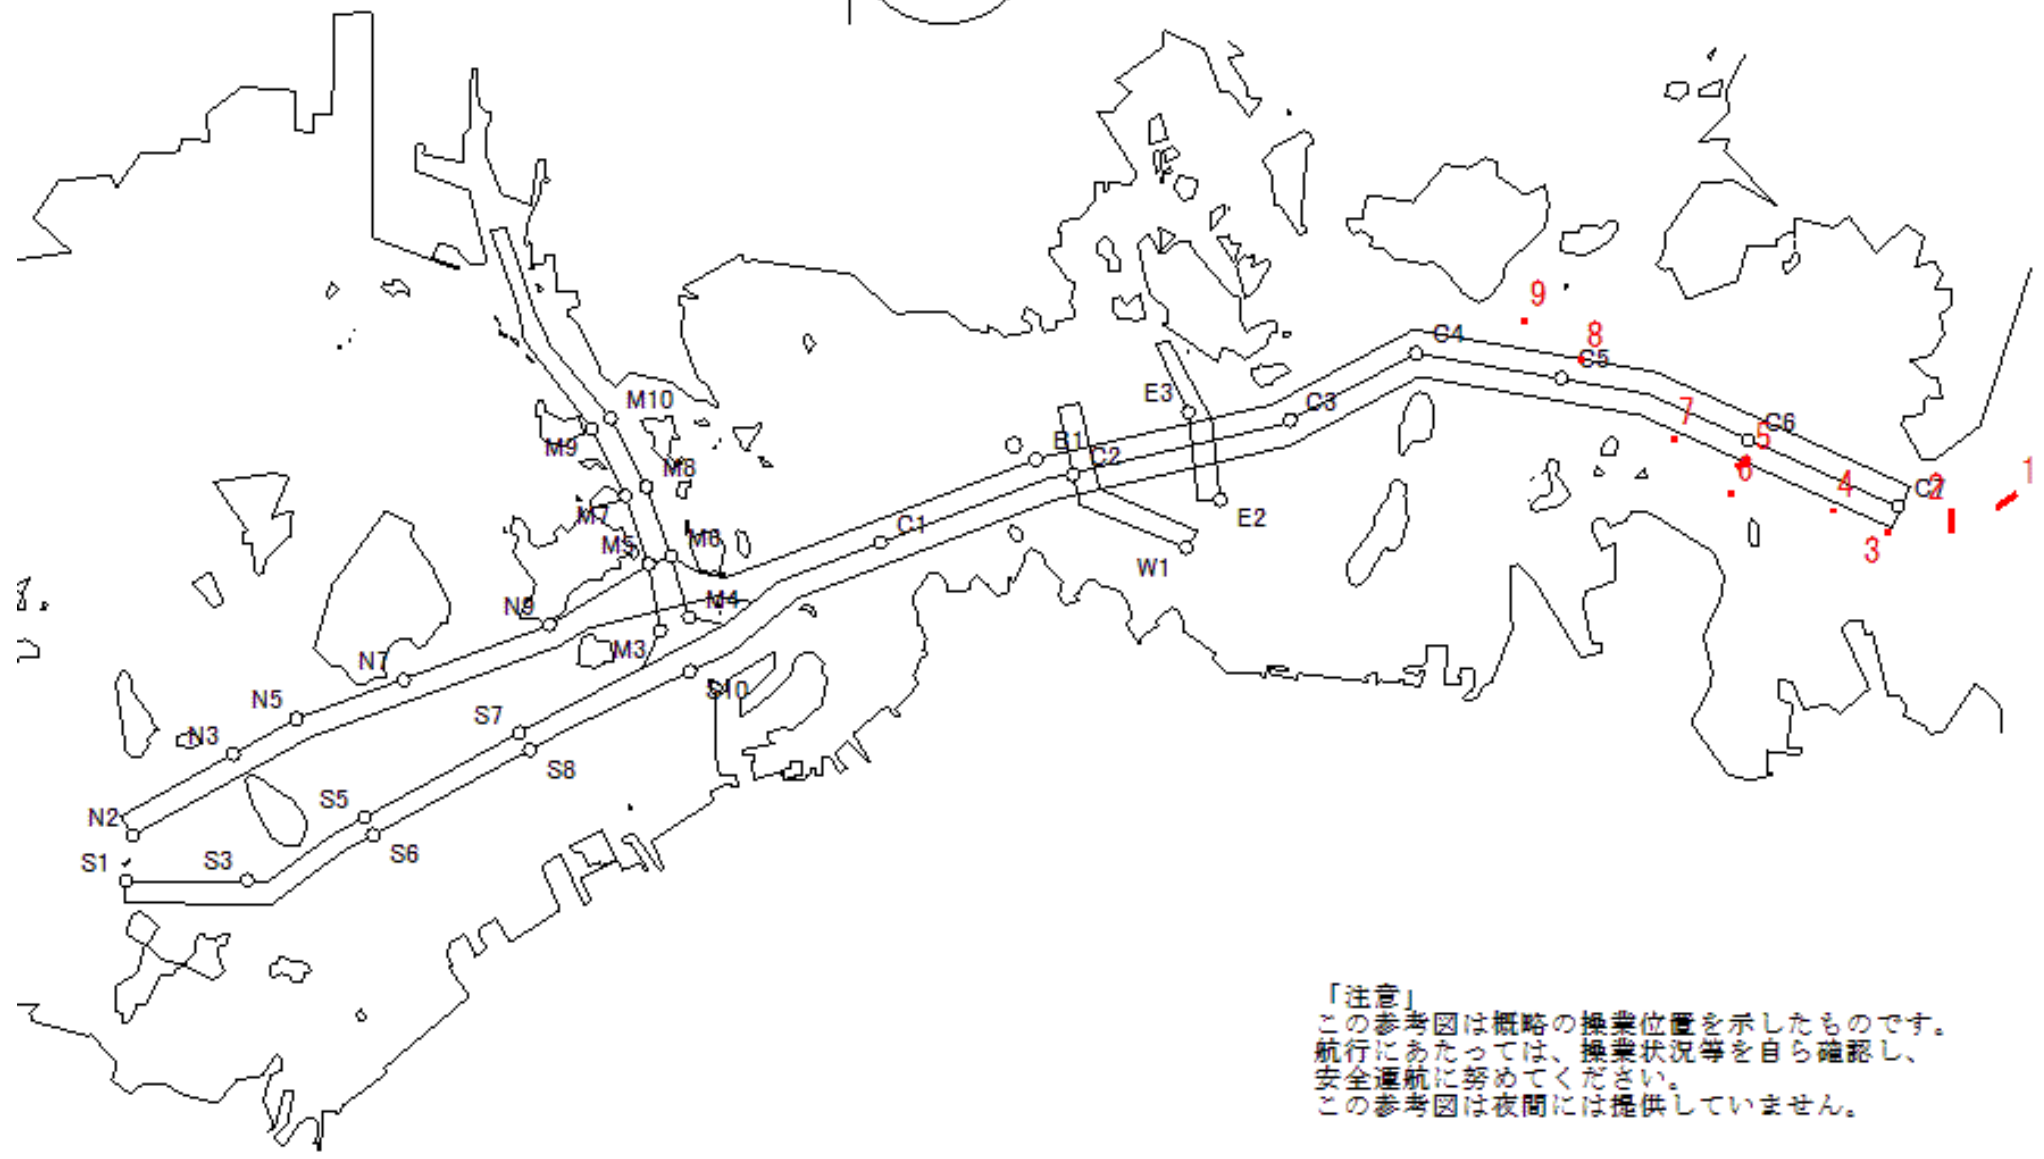 9
8
C4
C5
M10
E3
C3
7
C6
M9
B1
5
M8
C2
6
1
M7
4
C7
2
E2
C1
M6
M5
3
W1
N9
M4
M3
N7
S10
N5
S7
N3
S8
S5
N2
S6
S1
S3
「注意」
この参考図は概略の操業位置を示したものです。
航行にあたっては、操業状況等を自ら確認し、
安全運航に努めてください。
この参考図は夜間には提供していません。